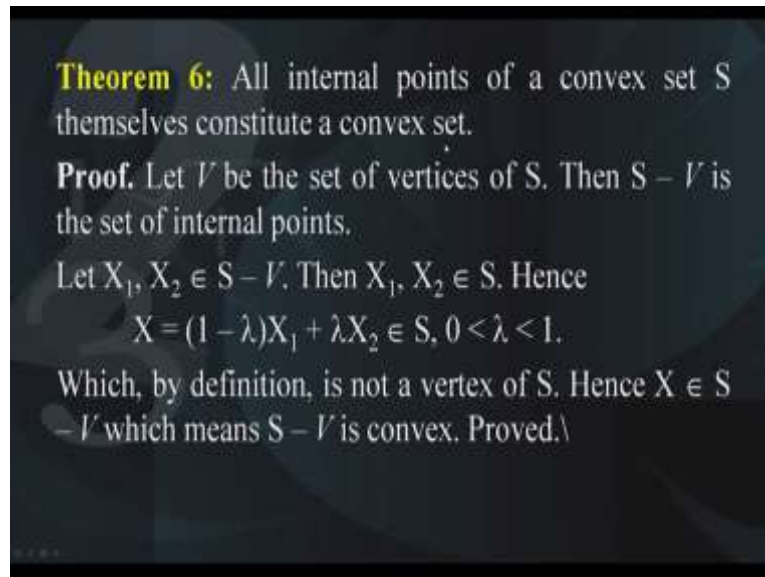 Theorem 6: All internal points of a convex set S
themselves constitute a convex set.
Proof. Let V be the set of vertices of S. Then S – V is
the set of internal points.
Let X₁, X₂ ∈ S – V. Then X₁, X₂ ∈ S. Hence
X = (1 – λ)X₁ + λX₂ ∈ S, 0 < λ < 1.
Which, by definition, is not a vertex of S. Hence X ∈ S
– V which means S – V is convex. Proved.\